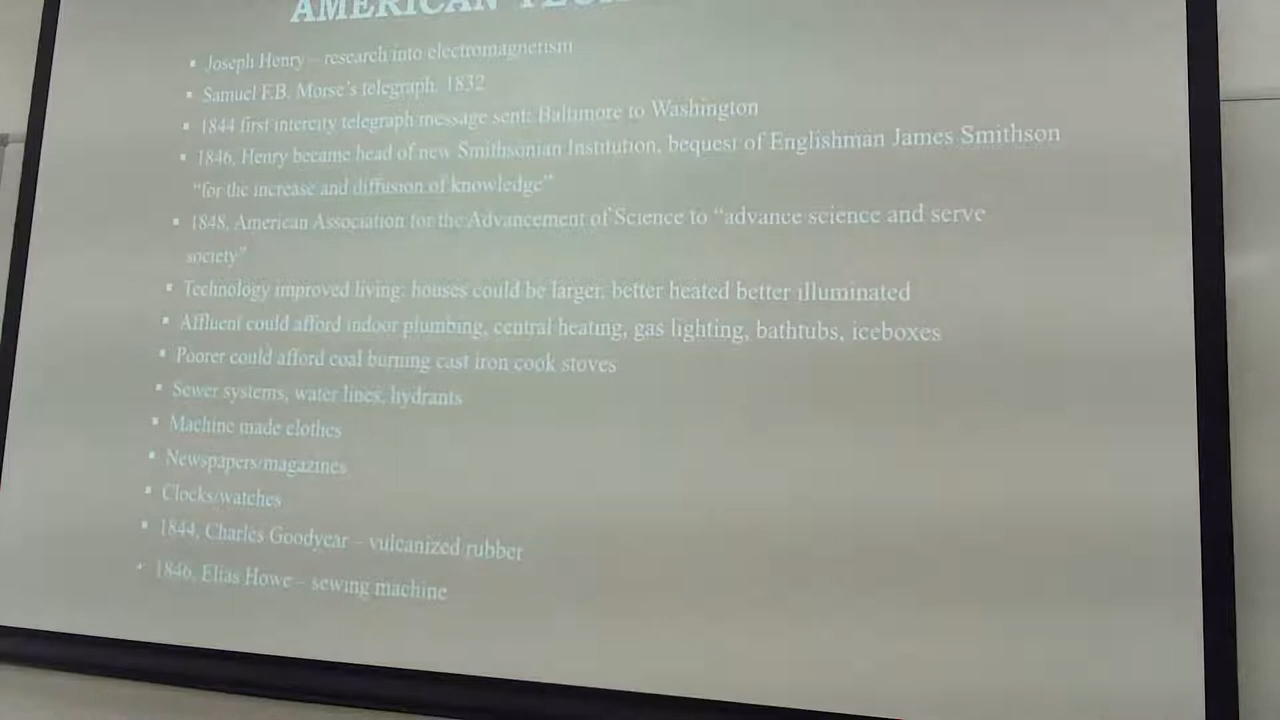 AMERICAN
▪ Joseph Henry – research into electromagnetism
▪ Samuel F.B. Morse's telegraph, 1832
▪ 1844 first intercity telegraph message sent: Baltimore to Washington
▪ 1846, Henry became head of new Smithsonian Institution, bequest of Englishman James Smithson
"for the increase and diffusion of knowledge"
▪ 1848, American Association for the Advancement of Science to "advance science and serve
society"
▪ Technology improved living: houses could be larger, better heated better illuminated
▪ Affluent could afford indoor plumbing, central heating, gas lighting, bathtubs, iceboxes
▪ Poorer could afford coal burning cast iron cook stoves
▪ Sewer systems, water lines, hydrants
▪ Machine made clothes
▪ Newspapers/magazines
▪ Clocks/watches
▪ 1844, Charles Goodyear – vulcanized rubber
▪ 1846, Elias Howe – sewing machine